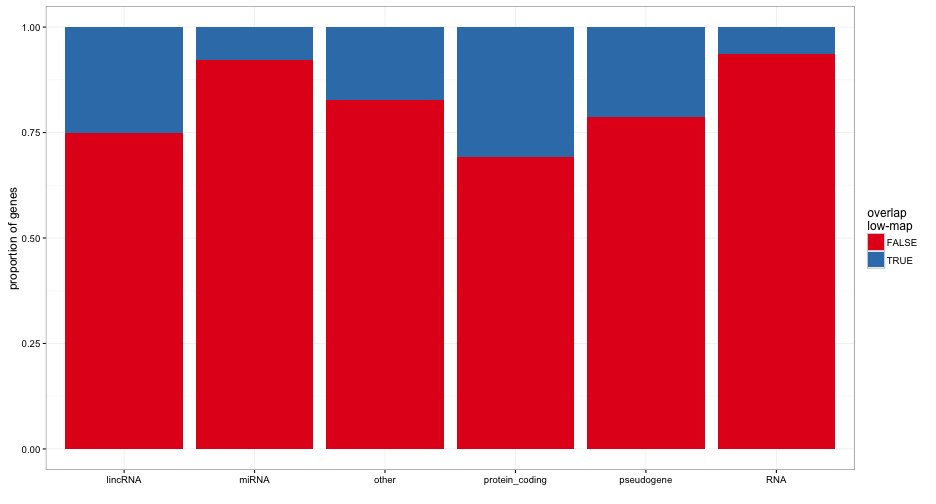 1.00
0.75
0.50
0.25
0.00
proportion of genes
lincRNA
miRNA
other
protein_coding
pseudogene
RNA
overlap
low-map
FALSE
TRUE